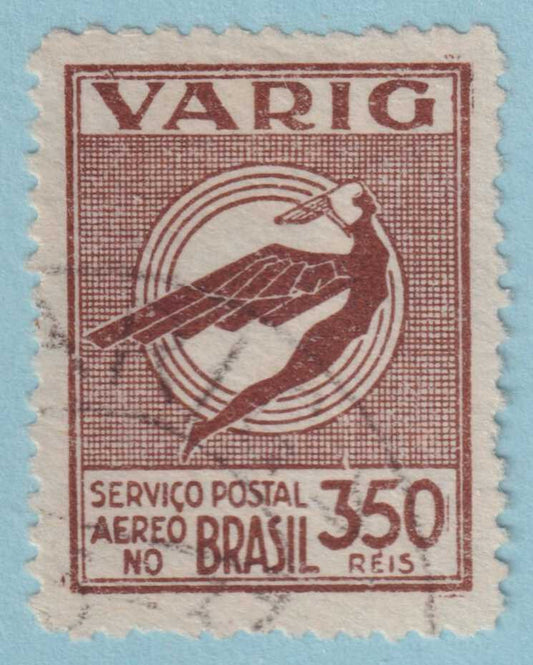 VARIG
SERVIÇO POSTAL
AEREO
NO BRASIL
350
REIS